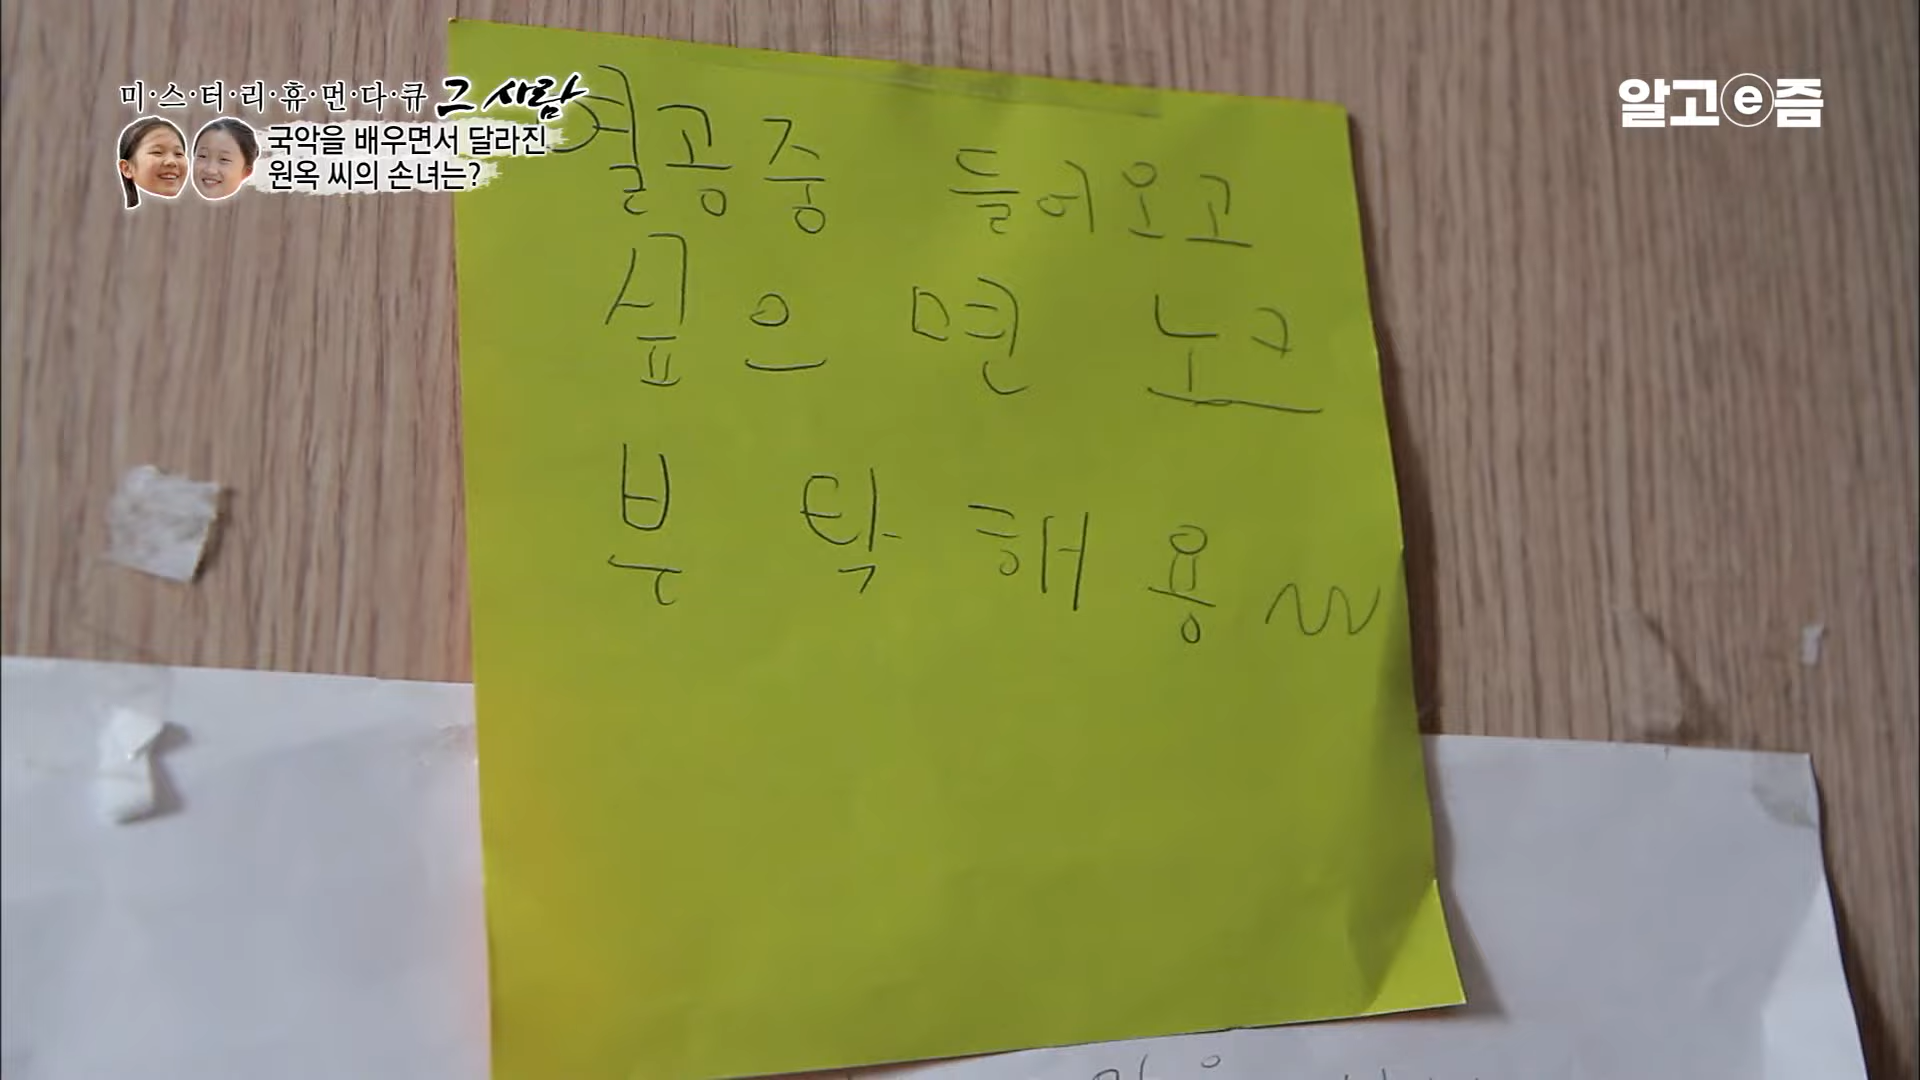 미·스·터·리·휴·먼·다·큐 그 사람
국악을 배우면서 달라진
원옥 씨의 손녀는?
알고e즘
열공중 들어오고
싶으면 노크
부탁해용~~